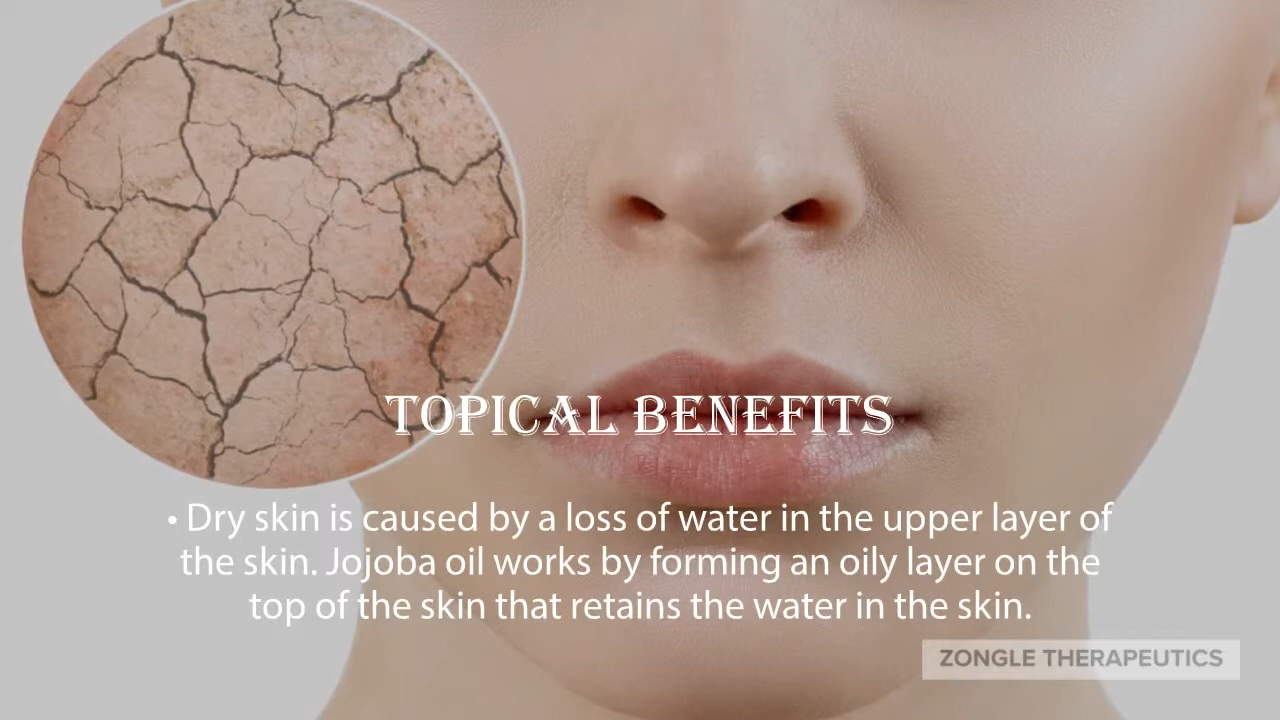 TOPICAL BENEFITS
• Dry skin is caused by a loss of water in the upper layer of
the skin. Jojoba oil works by forming an oily layer on the
top of the skin that retains the water in the skin.
ZONGLE THERAPEUTICS